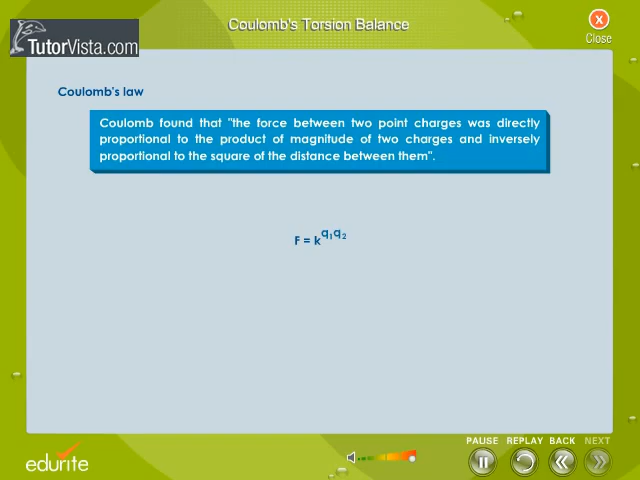 Coulomb's Torsion Balance
TutorVista.com
Close
Coulomb's law
Coulomb found that "the force between two point charges was directly
proportional to the product of magnitude of two charges and inversely
proportional to the square of the distance between them".
F = k q₁q₂
PAUSE REPLAY BACK NEXT
edurite